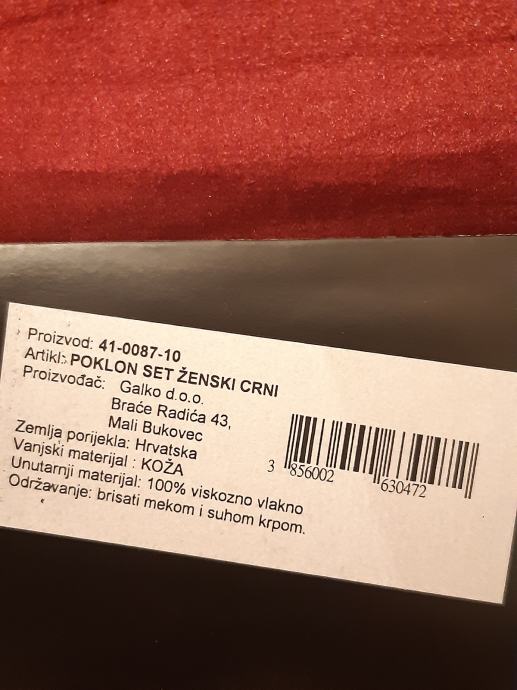 Proizvod: 41-0087-10
Artikl: POKLON SET ŽENSKI CRNI
Proizvođač: Galko d.o.o.
Braće Radića 43,
Mali Bukovec
Zemlja porijekla: Hrvatska
Vanjski materijal : KOŽA
Unutarnji materijal: 100% viskozno vlakno
Održavanje: brisati mekom i suhom krpom.
3 856002 630472